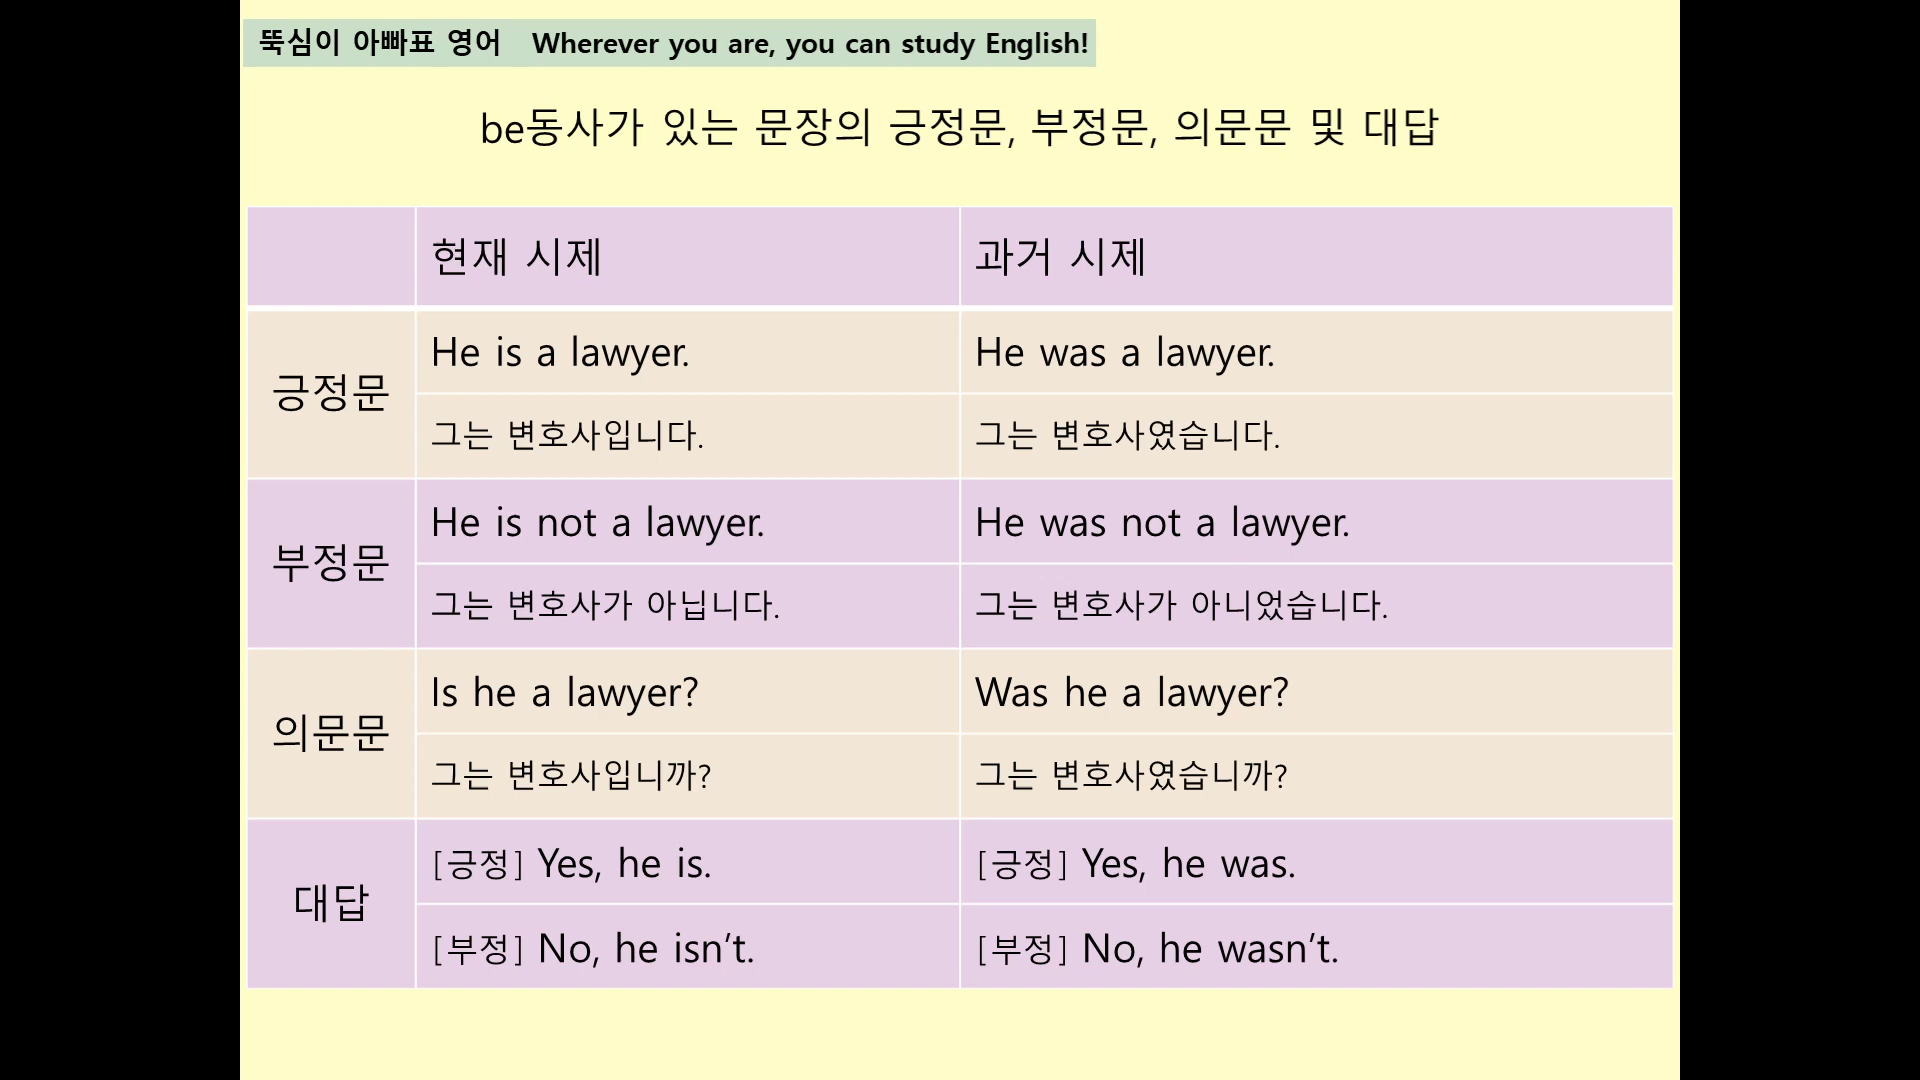 뚝심이 아빠표 영어 Wherever you are, you can study English!
be동사가 있는 문장의 긍정문, 부정문, 의문문 및 대답
현재 시제 과거 시제
긍정문
He is a lawyer. He was a lawyer.
그는 변호사입니다. 그는 변호사였습니다.
부정문
He is not a lawyer. He was not a lawyer.
그는 변호사가 아닙니다. 그는 변호사가 아니었습니다.
의문문
Is he a lawyer? Was he a lawyer?
그는 변호사입니까? 그는 변호사였습니까?
대답
[긍정] Yes, he is. [긍정] Yes, he was.
[부정] No, he isn’t. [부정] No, he wasn’t.